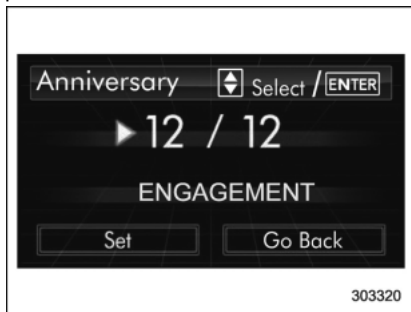 Anniversary Select / ENTER
12 / 12
ENGAGEMENT
Set Go Back
303320